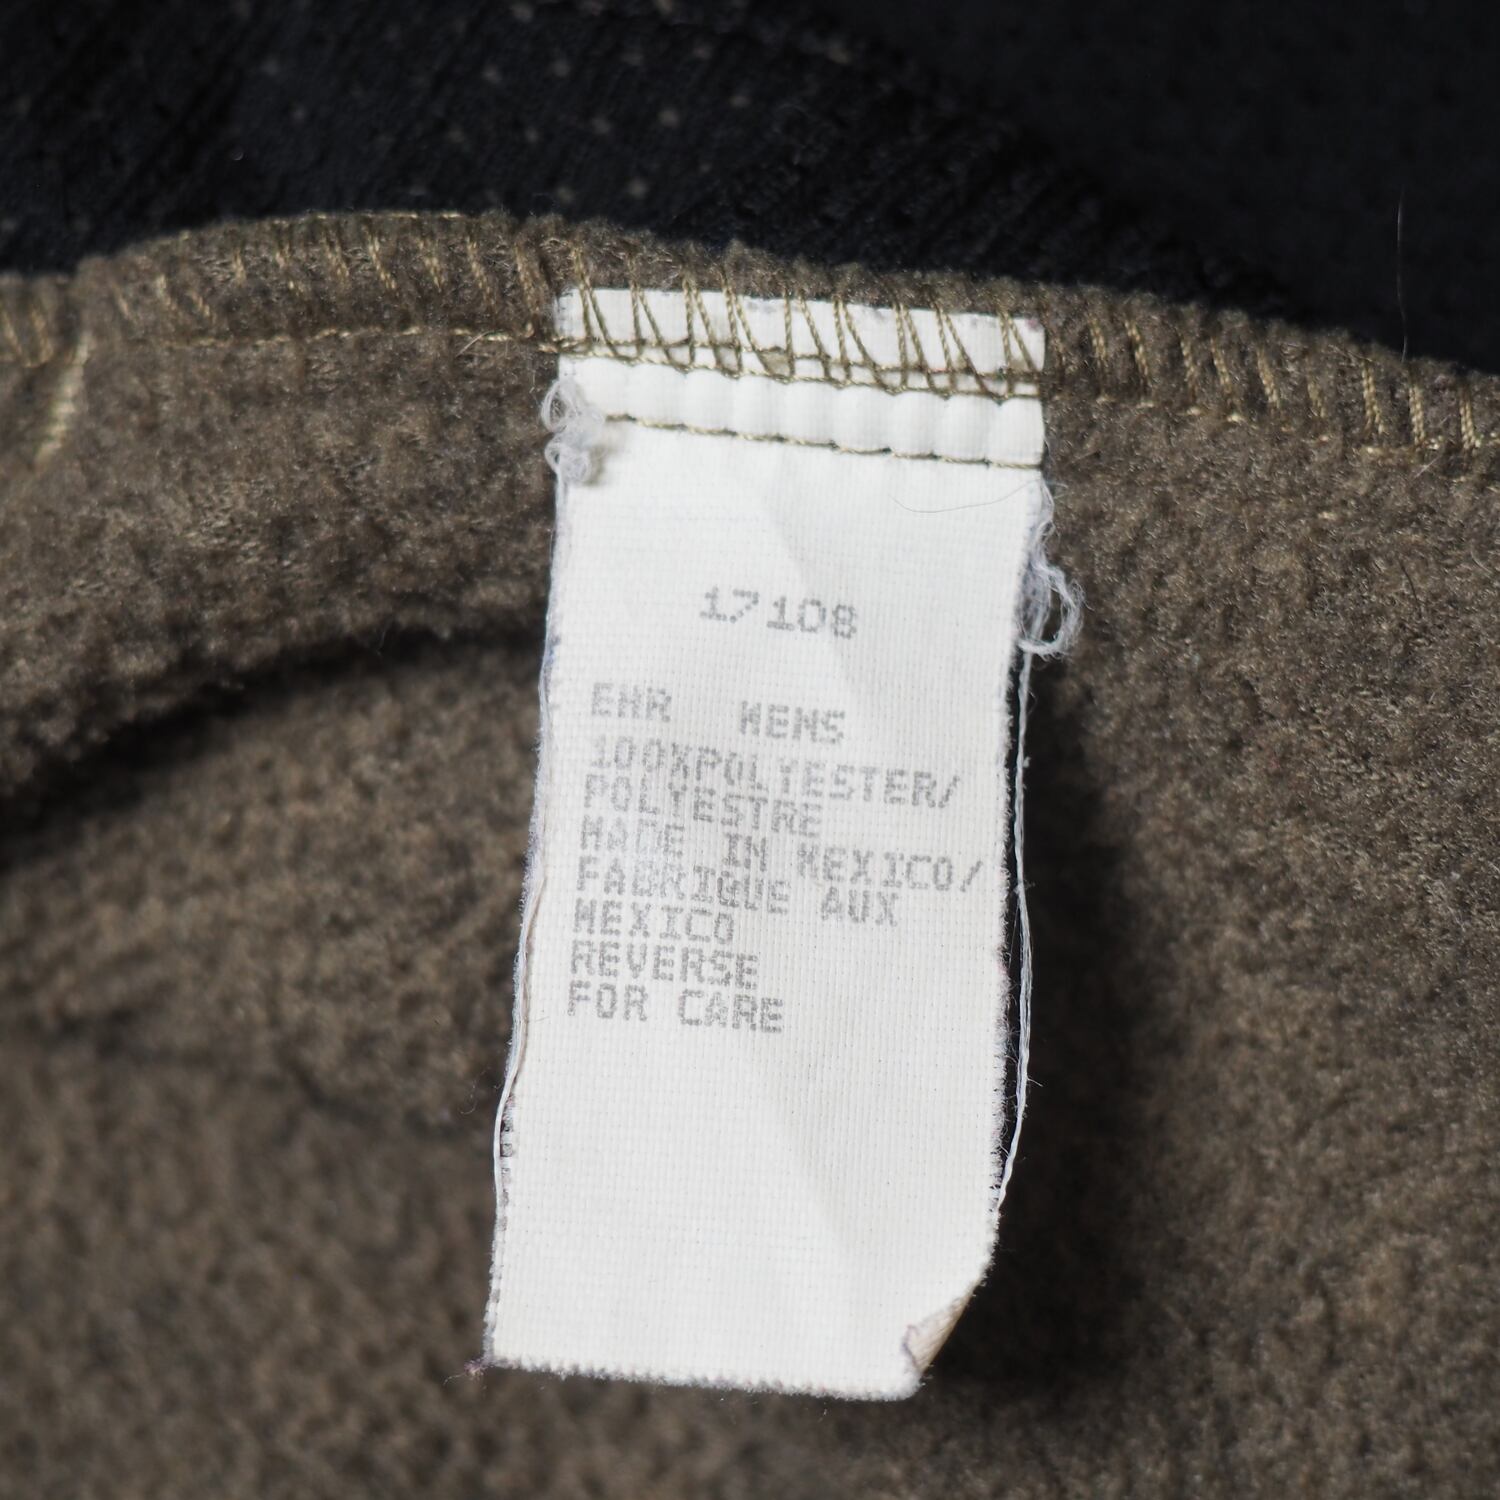 17108
EHR MENS
100%POLYESTER/
POLYESTRE
MADE IN MEXICO/
FABRIQUE AUX
MEXICO
REVERSE
FOR CARE